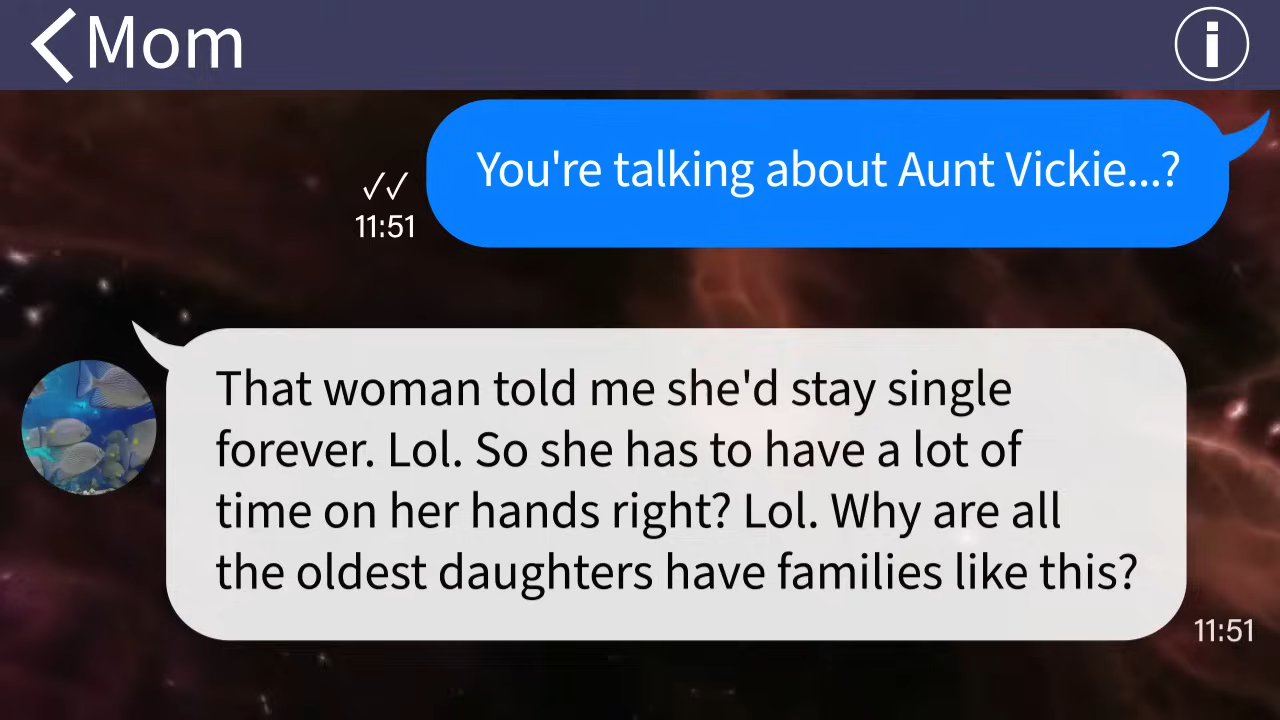 Mom
You're talking about Aunt Vickie...?
✓✓
11:51
That woman told me she'd stay single
forever. Lol. So she has to have a lot of
time on her hands right? Lol. Why are all
the oldest daughters have families like this?
11:51